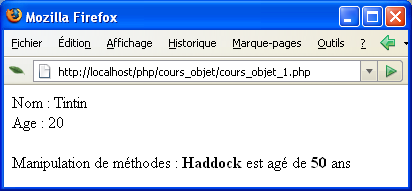 Mozilla Firefox
Fichier Édition Affichage Historique Marque-pages Outils ?
http://localhost/php/cours_objet/cours_objet_1.php
Nom : Tintin
Age : 20
Manipulation de méthodes : Haddock est agé de 50 ans